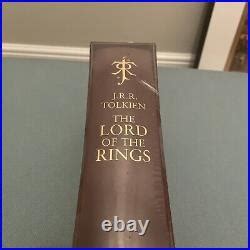 J.R.R.
TOLKIEN
THE
LORD
OF THE
RINGS